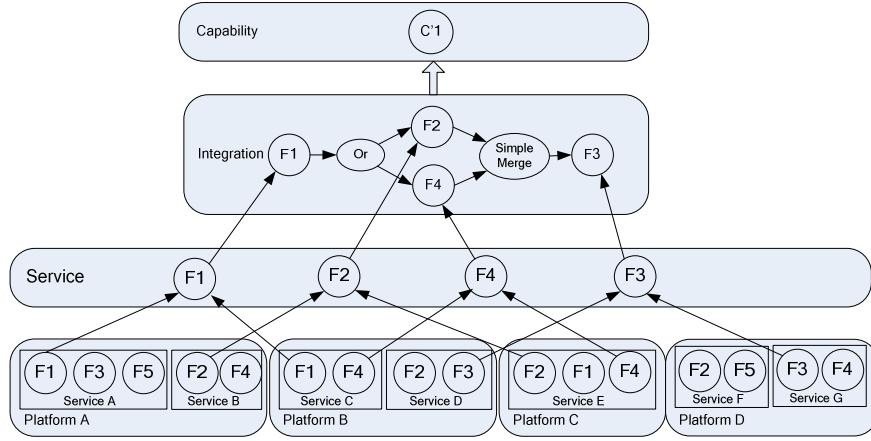 Capability
C'1
Integration
F1
Or
F2
F4
Simple
Merge
F3
Service
F1
F2
F4
F3
F1
F3
F5
Service A
F2
F4
Service B
Platform A
F1
F4
Service C
F2
F3
Service D
Platform B
F2
F1
F4
Service E
Platform C
F2
F5
Service F
F3
F4
Service G
Platform D